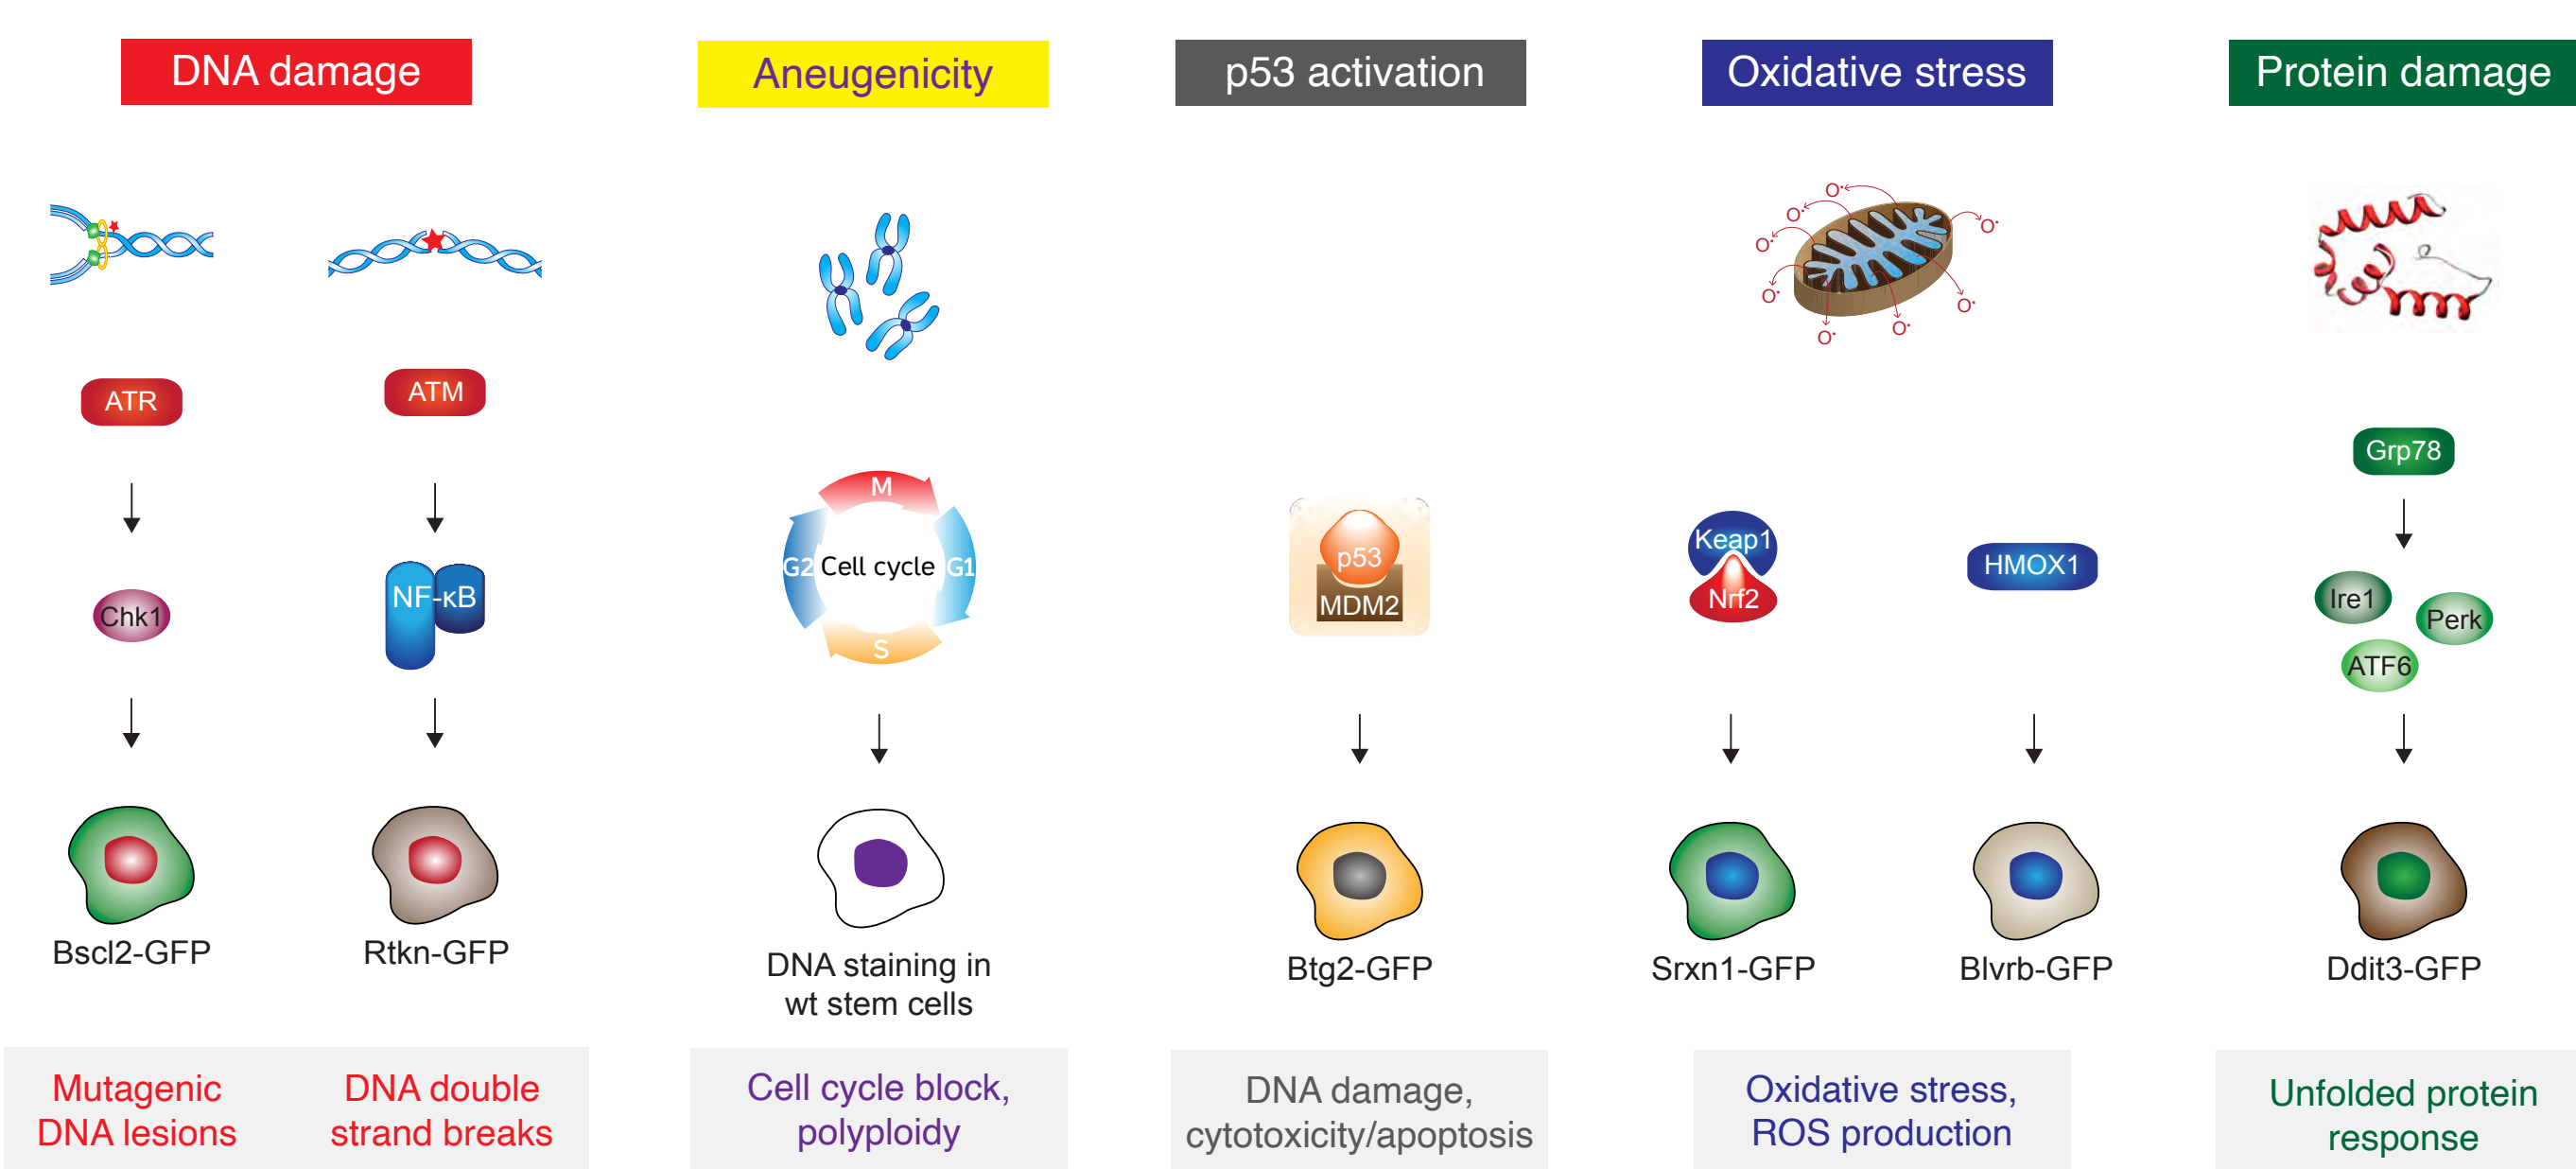 DNA damage
Aneugenicity
p53 activation
Oxidative stress
Protein damage
O•
O•
O•
O•
O•
O•
O•
O•
ATR
ATM
Grp78
M
G2
Cell cycle
G1
S
Chk1
NF-κB
p53
MDM2
Keap1
Nrf2
HMOX1
Ire1
Perk
ATF6
Bscl2-GFP
Rtkn-GFP
DNA staining in
wt stem cells
Btg2-GFP
Srxn1-GFP
Blvrb-GFP
Ddit3-GFP
Mutagenic
DNA lesions
DNA double
strand breaks
Cell cycle block,
polyploidy
DNA damage,
cytotoxicity/apoptosis
Oxidative stress,
ROS production
Unfolded protein
response